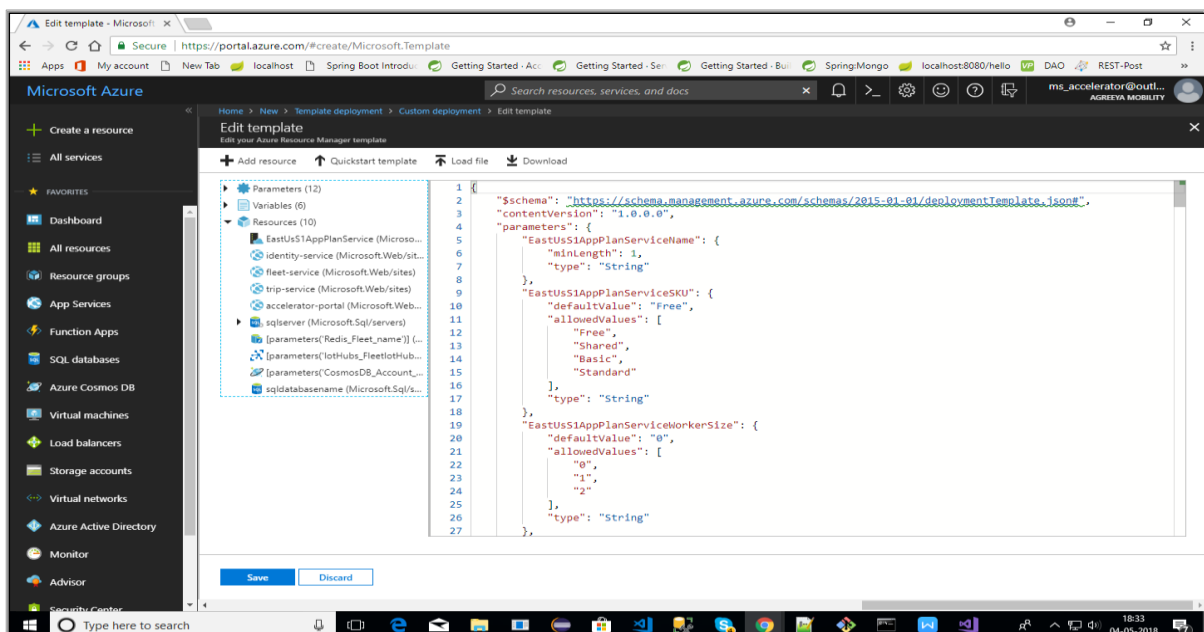 Edit template - Microsoft
Secure https://portal.azure.com/#create/Microsoft.Template
Apps My account New Tab localhost Spring Boot Introduc Getting Started · Acc Getting Started · Ser Getting Started · Buil Spring:Mongo localhost:8080/hello VP DAO REST-Post »
Microsoft Azure
Search resources, services, and docs
ms_accelerator@outl...
AGREEYA MOBILITY
Home > New > Template deployment > Custom deployment > Edit template
Edit template
Edit your Azure Resource Manager template
Create a resource
All services
FAVORITES
Dashboard
All resources
Resource groups
App Services
Function Apps
SQL databases
Azure Cosmos DB
Virtual machines
Load balancers
Storage accounts
Virtual networks
Azure Active Directory
Monitor
Advisor
Security Center
Add resource Quickstart template Load file Download
Parameters (12)
Variables (6)
Resources (10)
EastUsS1AppPlanService (Microso...
identity-service (Microsoft.Web/sit...
fleet-service (Microsoft.Web/sites)
trip-service (Microsoft.Web/sites)
accelerator-portal (Microsoft.Web...
sqlserver (Microsoft.Sql/servers)
[parameters('Redis_Fleet_name')] (...
[parameters('IotHubs_FleetIotHub...
[parameters('CosmosDB_Account_...
sqldatabasename (Microsoft.Sql/s...
1 {
2 "$schema": "https://schema.management.azure.com/schemas/2015-01-01/deploymentTemplate.json#",
3 "contentVersion": "1.0.0.0",
4 "parameters": {
5 "EastUsS1AppPlanServiceName": {
6 "minLength": 1,
7 "type": "String"
8 },
9 "EastUsS1AppPlanServiceSKU": {
10 "defaultValue": "Free",
11 "allowedValues": [
12 "Free",
13 "Shared",
14 "Basic",
15 "Standard"
16 ],
17 "type": "String"
18 },
19 "EastUsS1AppPlanServiceWorkerSize": {
20 "defaultValue": "0",
21 "allowedValues": [
22 "0",
23 "1",
24 "2"
25 ],
26 "type": "String"
27 },
Save Discard
Type here to search
18:33
04-05-2018